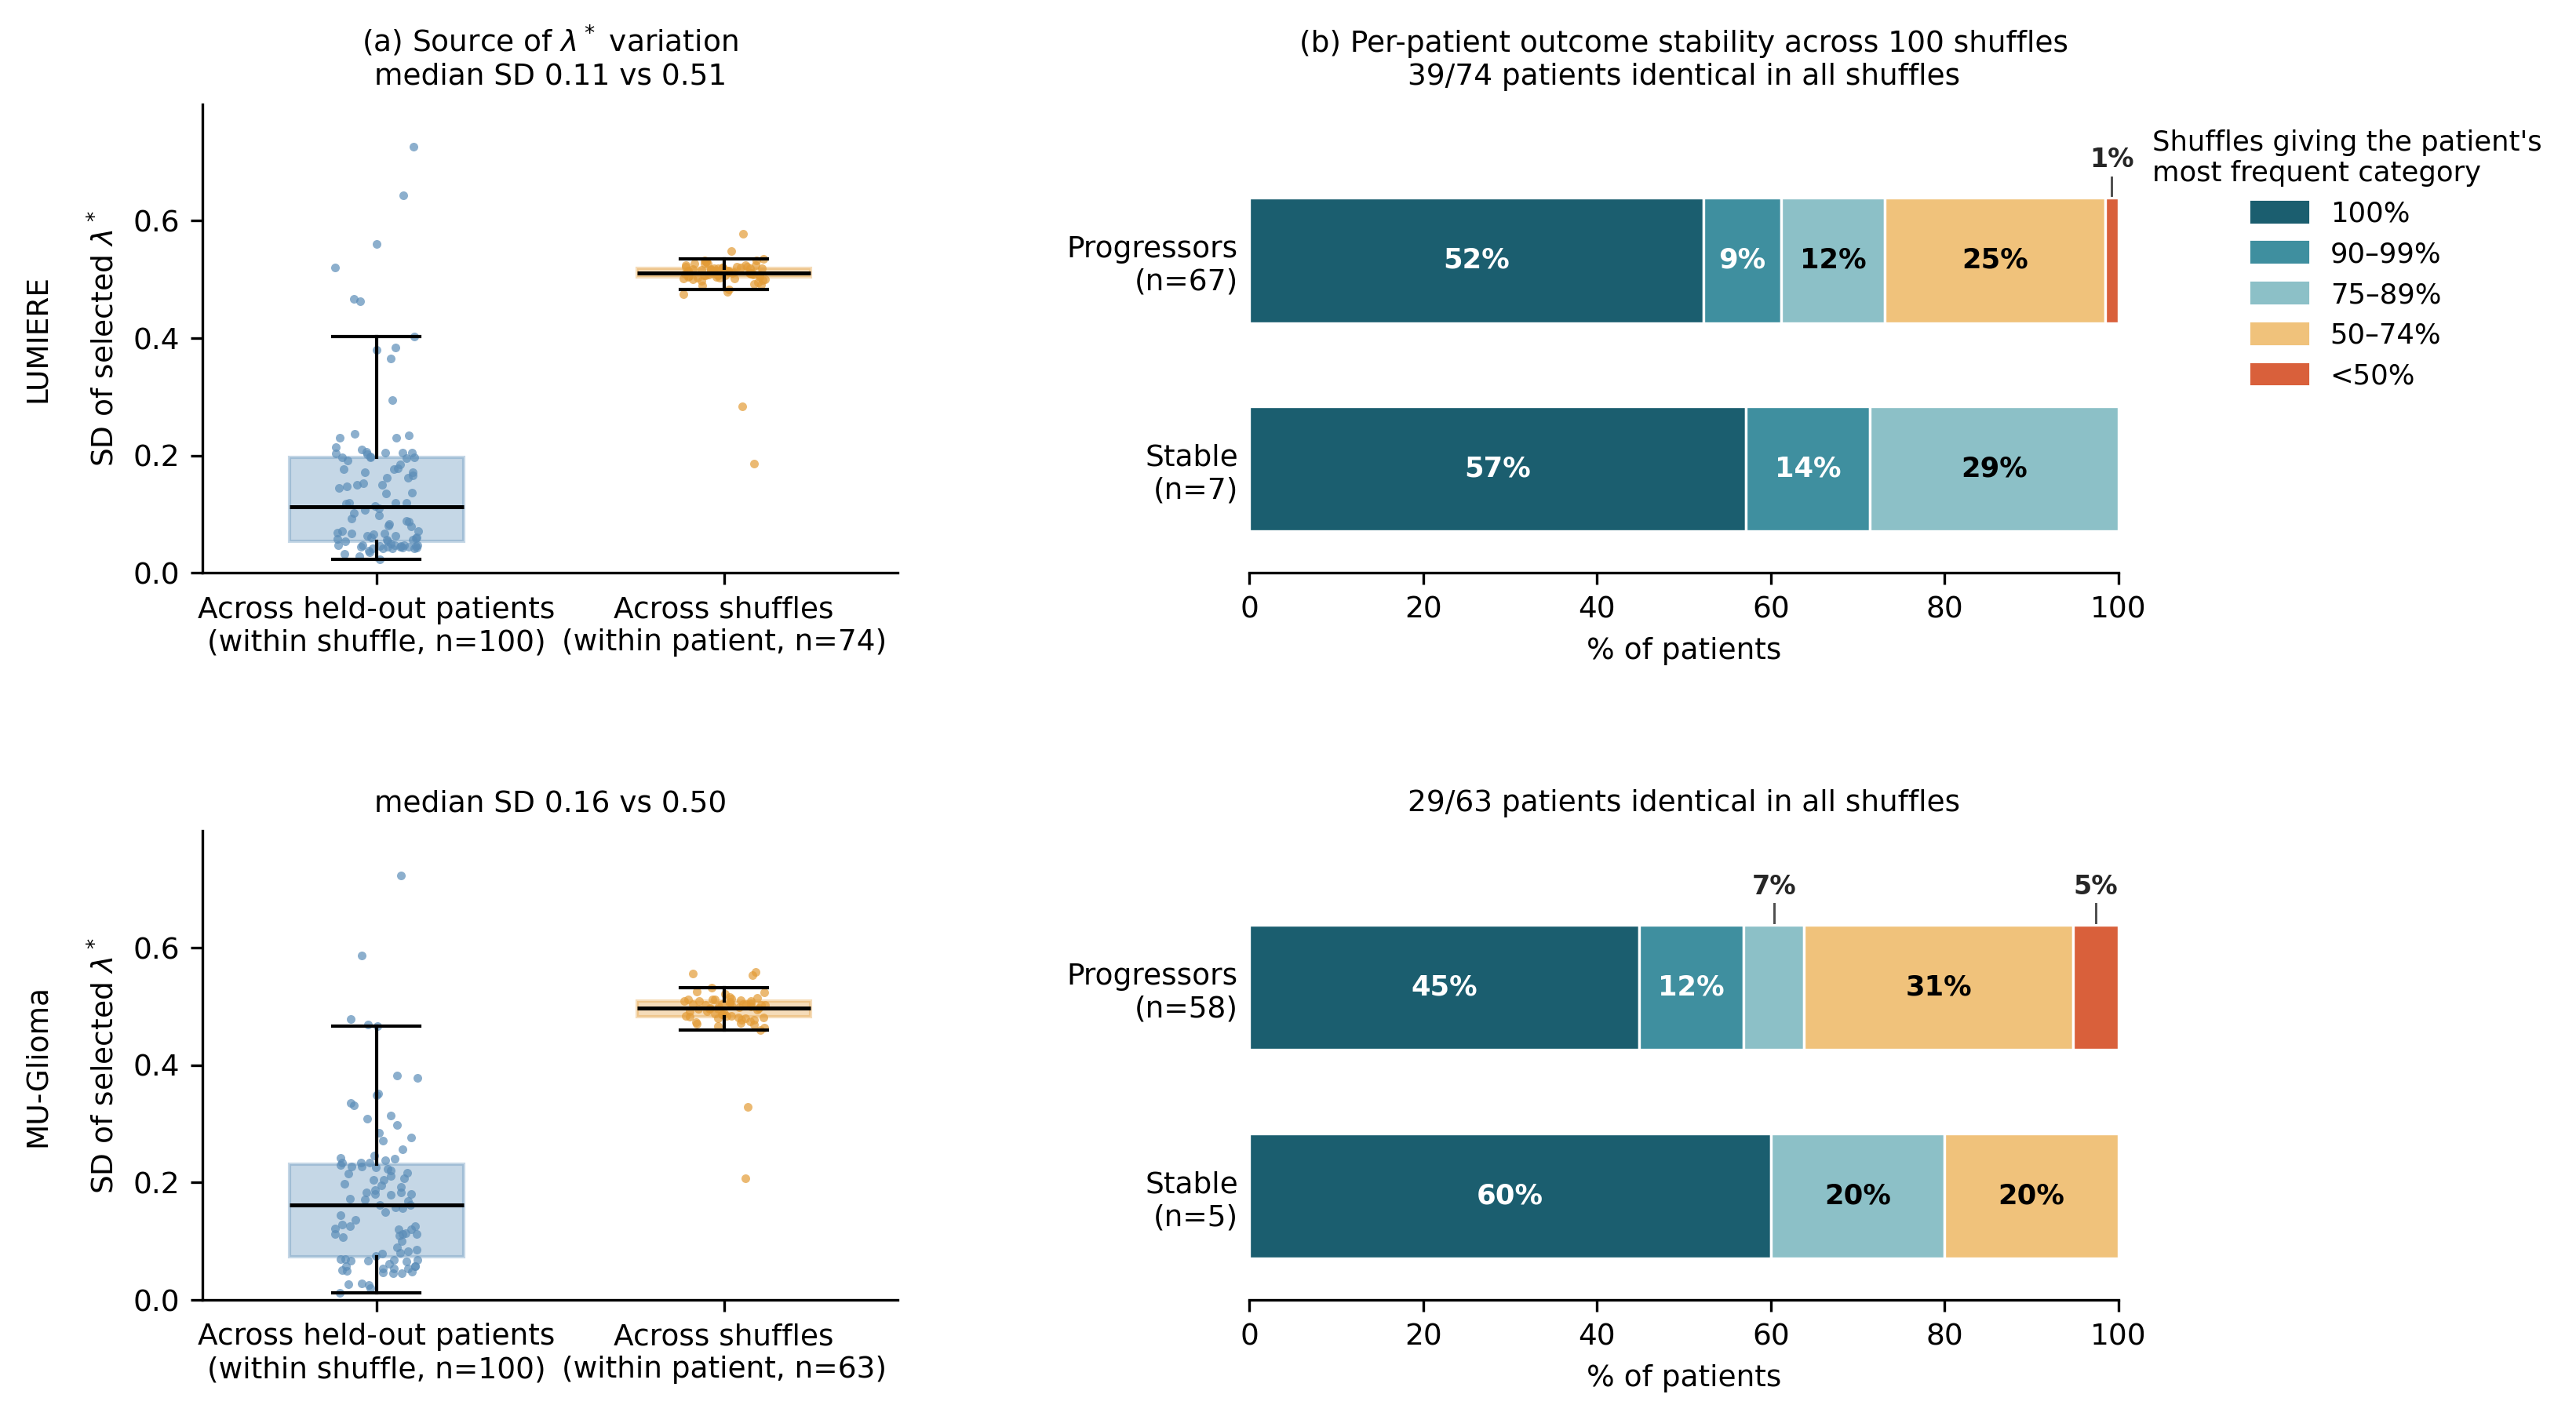 (a) Source of λ* variation
median SD 0.11 vs 0.51
LUMIERE
SD of selected λ*
0.6
0.4
0.2
0.0
Across held-out patients
(within shuffle, n=100)
Across shuffles
(within patient, n=74)
(b) Per-patient outcome stability across 100 shuffles
39/74 patients identical in all shuffles
1%
Progressors
(n=67)
52%
9%
12%
25%
Stable
(n=7)
57%
14%
29%
0
20
40
60
80
100
% of patients
Shuffles giving the patient's
most frequent category
100%
90–99%
75–89%
50–74%
<50%
median SD 0.16 vs 0.50
MU-Glioma
SD of selected λ*
0.6
0.4
0.2
0.0
Across held-out patients
(within shuffle, n=100)
Across shuffles
(within patient, n=63)
29/63 patients identical in all shuffles
7%
5%
Progressors
(n=58)
45%
12%
31%
Stable
(n=5)
60%
20%
20%
0
20
40
60
80
100
% of patients